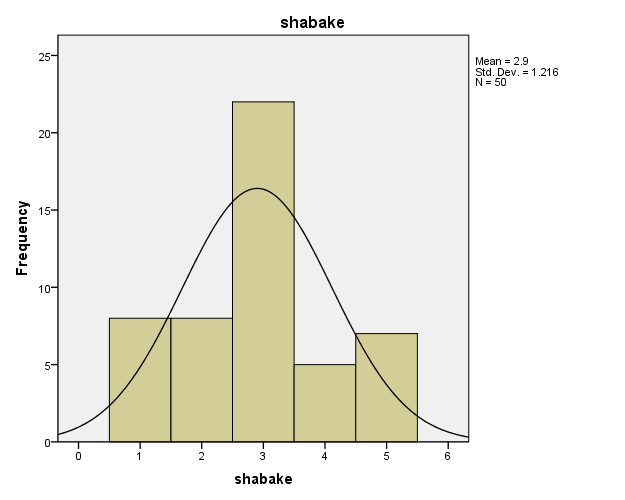 shabake
Mean = 2.9
Std. Dev. = 1.216
N = 50
Frequency
25
20
15
10
5
0
0 1 2 3 4 5 6
shabake